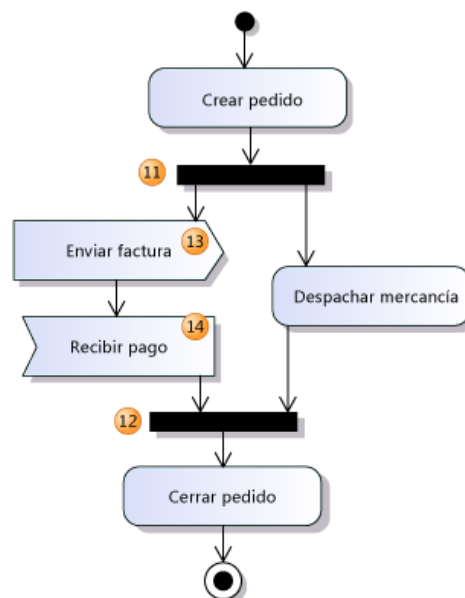 Crear pedido
11
13
Enviar factura
Despachar mercancía
14
Recibir pago
12
Cerrar pedido